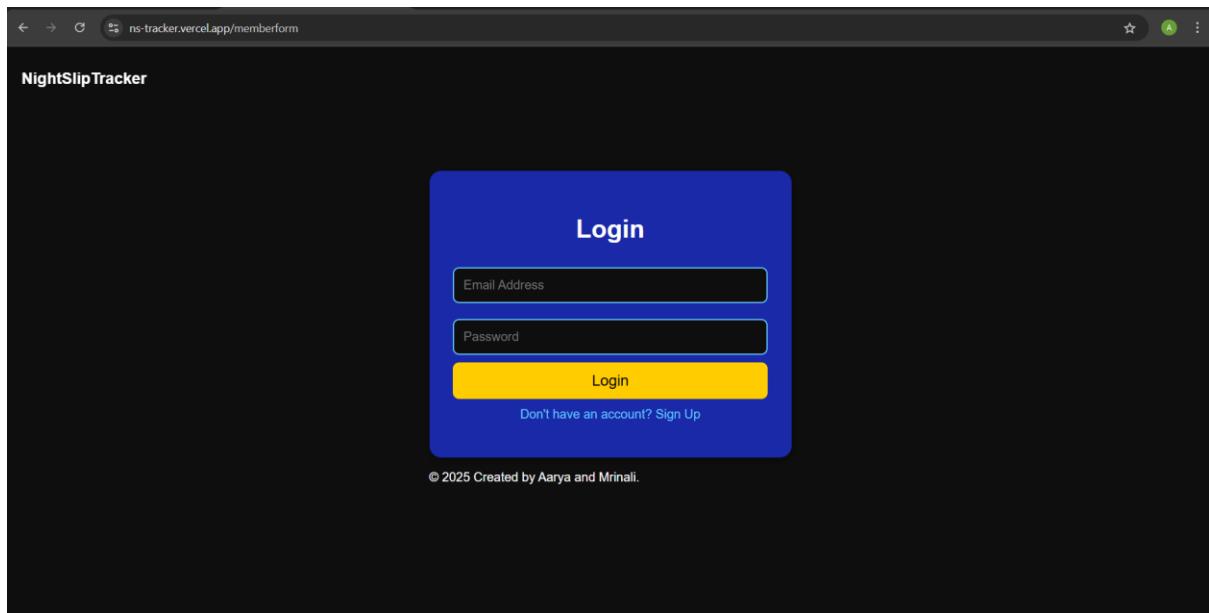 ns-tracker.vercel.app/memberform
A
NightSlipTracker
Login
Email Address
Password
Login
Don't have an account? Sign Up
© 2025 Created by Aarya and Mrinali.